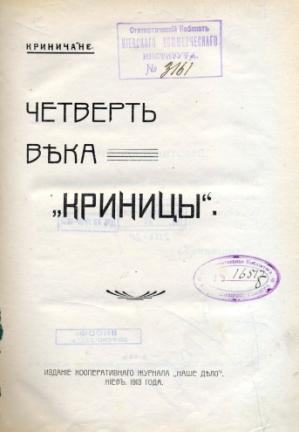 КРИНИЧАНЕ
Статистическій Кабинетъ
КІЕВСКАГО КОММЕРЧЕСКАГО
ИНСТИТУТА.
№ 3161
ЧЕТВЕРТЬ
ВѢКА
„КРИНИЦЫ“.
16517
ИЗДАНІЕ КООПЕРАТИВНАГО ЖУРНАЛА „НАШЕ ДѢЛО“.
КІЕВЪ. 1913 ГОДА.